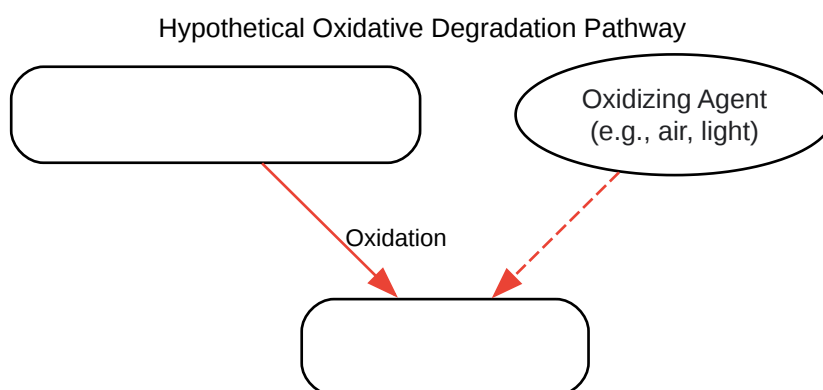 Hypothetical Oxidative Degradation Pathway
Oxidizing Agent
(e.g., air, light)
Oxidation